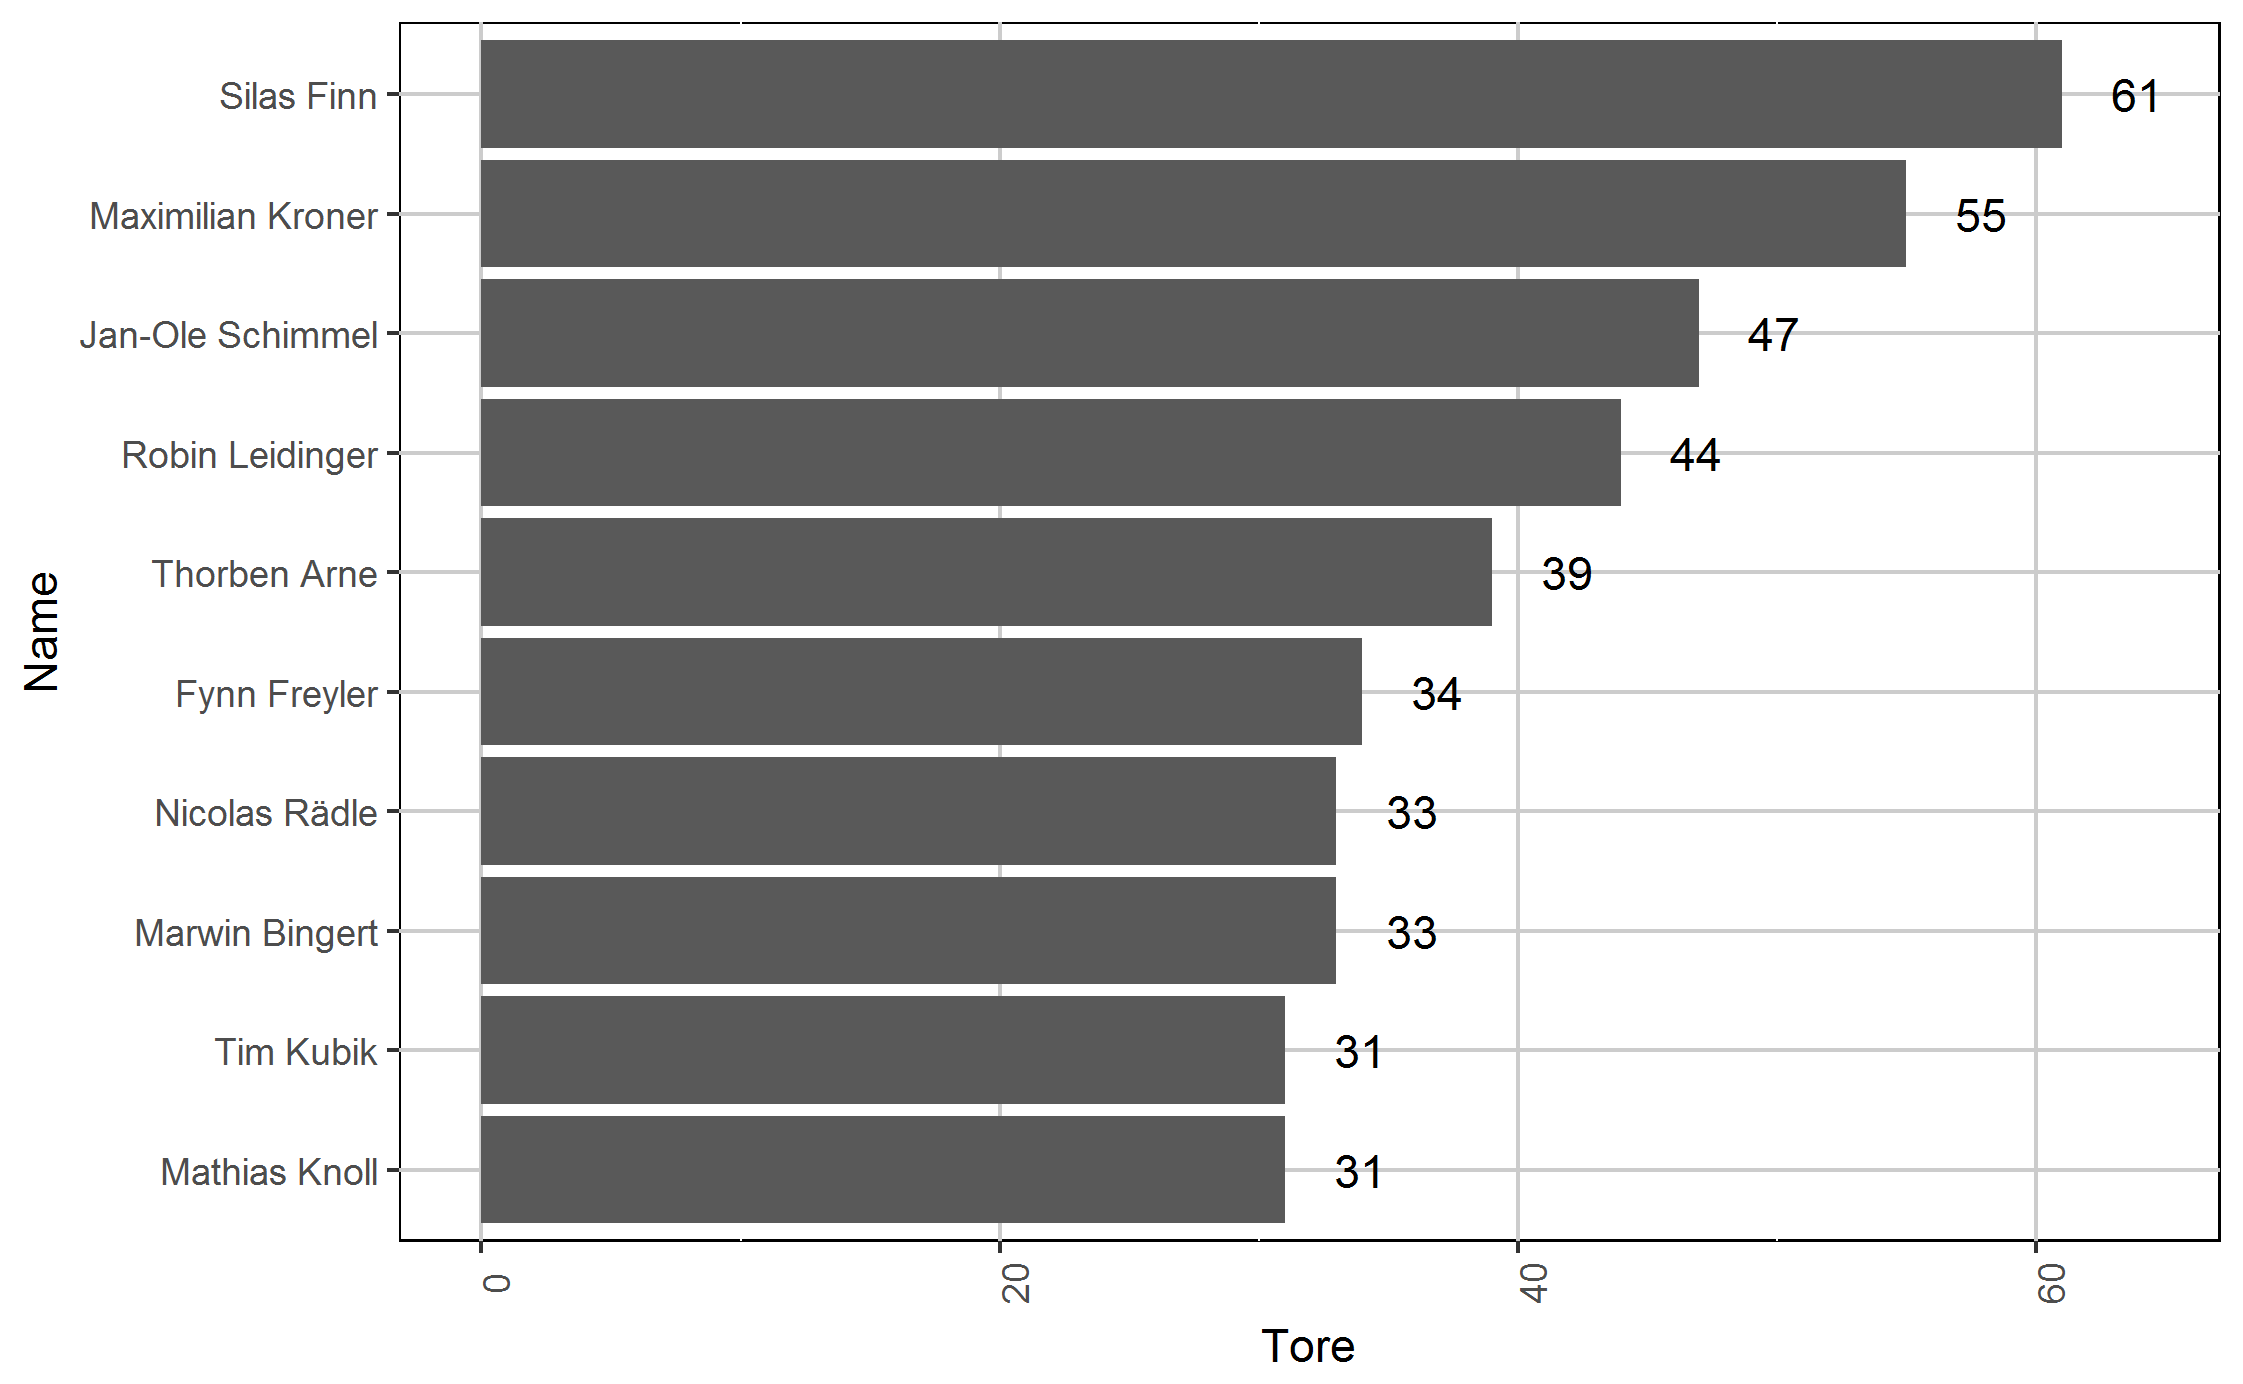 Silas Finn 61
Maximilian Kroner 55
Jan-Ole Schimmel 47
Robin Leidinger 44
Thorben Arne 39
Fynn Freyler 34
Nicolas Rädle 33
Marwin Bingert 33
Tim Kubik 31
Mathias Knoll 31
Name
0 20 40 60
Tore